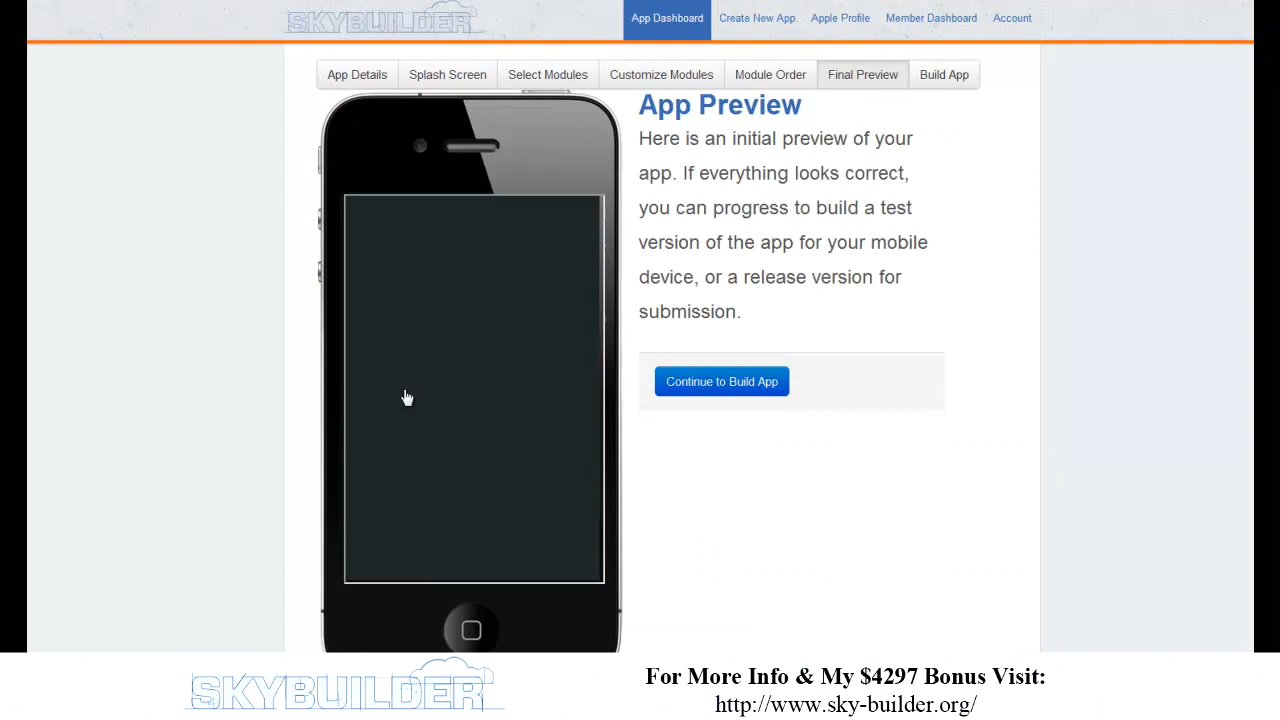 SKYBUILDER
App Dashboard
Create New App
Apple Profile
Member Dashboard
Account
App Details
Splash Screen
Select Modules
Customize Modules
Module Order
Final Preview
Build App
App Preview
Here is an initial preview of your
app. If everything looks correct,
you can progress to build a test
version of the app for your mobile
device, or a release version for
submission.
Continue to Build App
SKYBUILDER
For More Info & My $4297 Bonus Visit:
http://www.sky-builder.org/